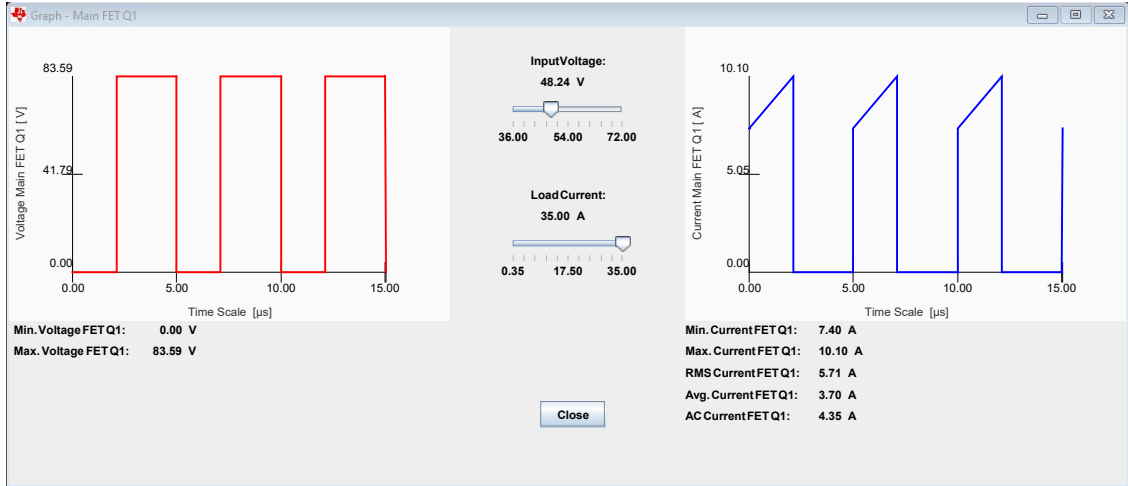 Graph - Main FET Q1
83.59
41.79
0.00
Voltage Main FET Q1 [ V]
0.00 5.00 10.00 15.00
Time Scale [µs]
Min. Voltage FET Q1: 0.00 V
Max. Voltage FET Q1: 83.59 V
Input Voltage:
48.24 V
36.00 54.00 72.00
Load Current:
35.00 A
0.35 17.50 35.00
Close
10.10
5.05
0.00
Current Main FET Q1 [ A]
0.00 5.00 10.00 15.00
Time Scale [µs]
Min. Current FET Q1: 7.40 A
Max. Current FET Q1: 10.10 A
RMS Current FET Q1: 5.71 A
Avg. Current FET Q1: 3.70 A
AC Current FET Q1: 4.35 A